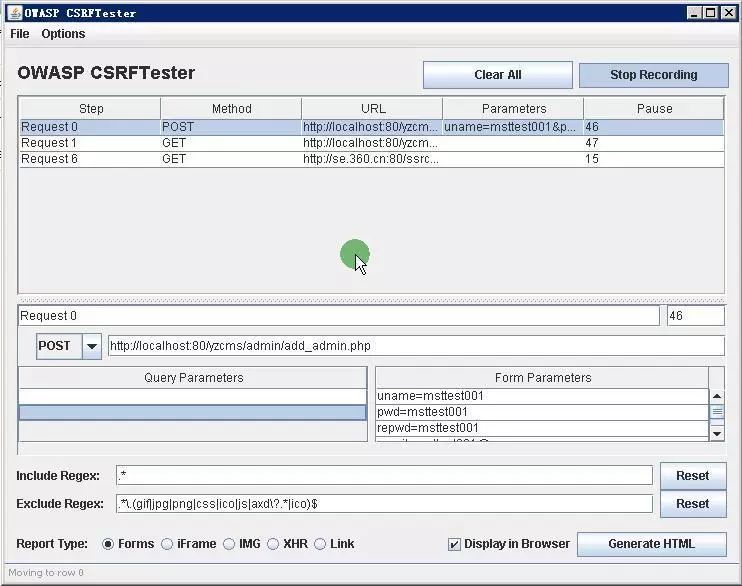 OWASP CSRFTester
File Options
OWASP CSRFTester Clear All Stop Recording
Step Method URL Parameters Pause
Request 0 POST http://localhost:80/yzcm... uname=msttest001&p... 46
Request 1 GET http://localhost:80/yzcm... 47
Request 6 GET http://se.360.cn:80/ssrc... 15
Request 0 46
POST http://localhost:80/yzcms/admin/add_admin.php
Query Parameters Form Parameters
uname=msttest001
pwd=msttest001
repwd=msttest001
Include Regex: .* Reset
Exclude Regex: .*\.(gif|jpg|png|css|ico|js|axd\?.*|ico)$ Reset
Report Type: Forms iFrame IMG XHR Link Display in Browser Generate HTML
Moving to row 0